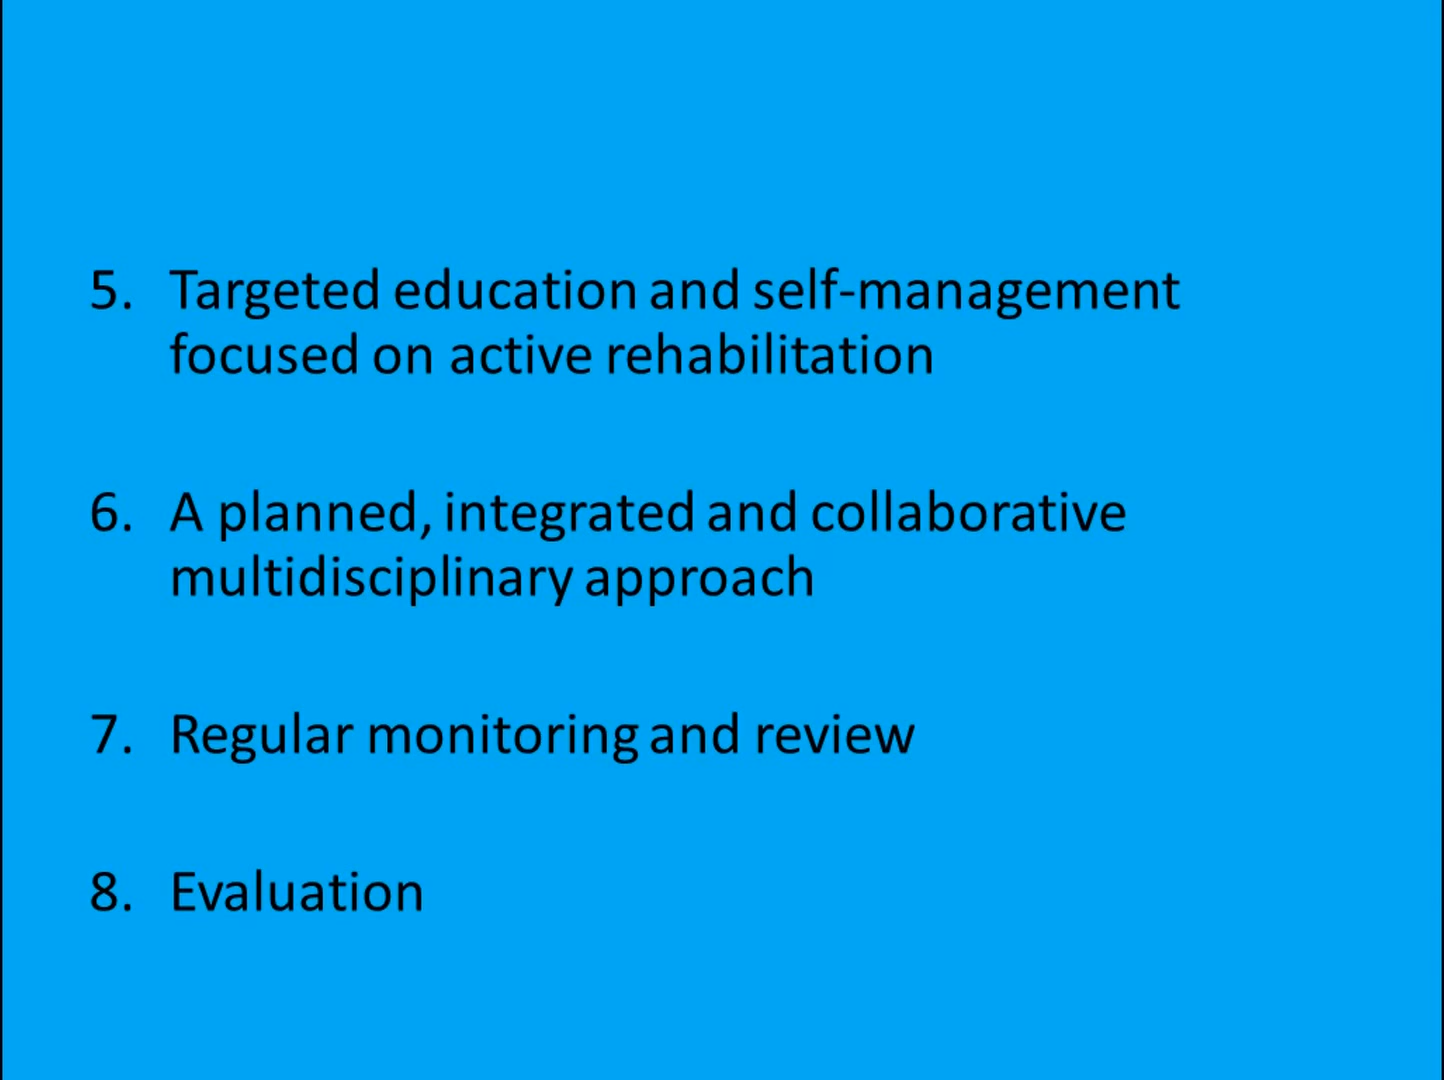 5. Targeted education and self-management
focused on active rehabilitation
6. A planned, integrated and collaborative
multidisciplinary approach
7. Regular monitoring and review
8. Evaluation